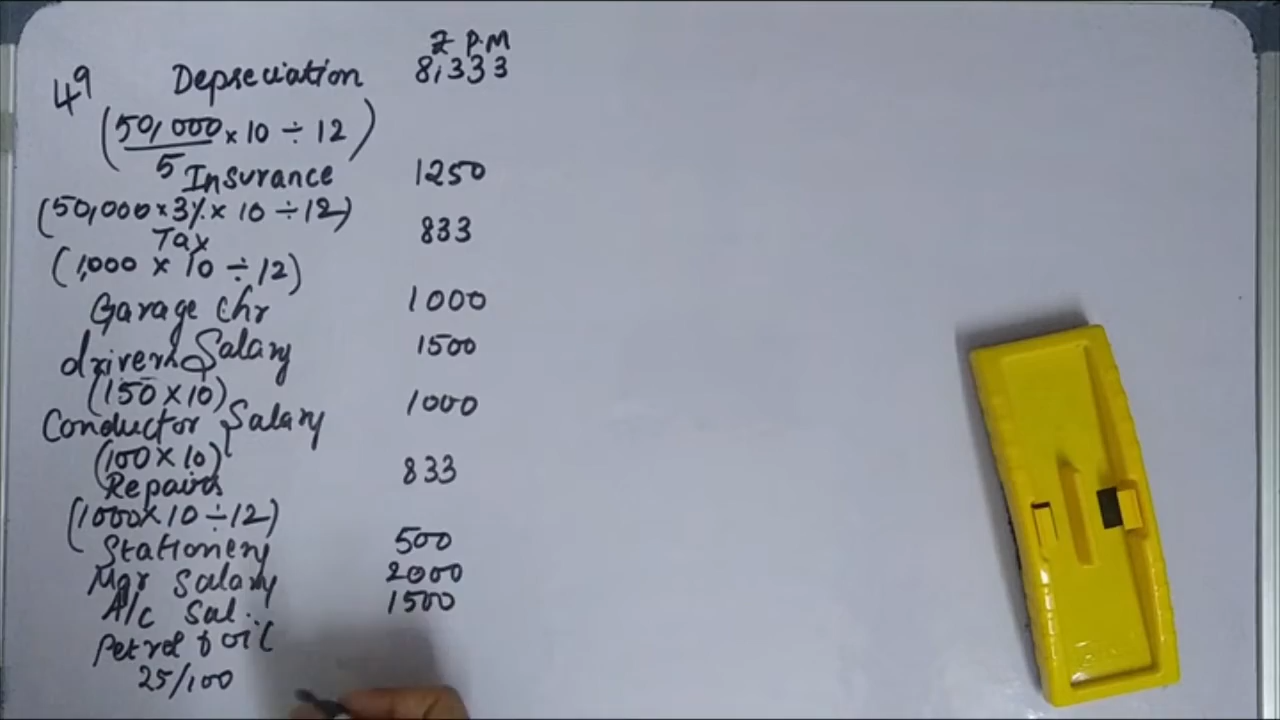 ₹ P.M
49 Depreciation 8,333
(50,000/5 × 10 ÷ 12)
Insurance 1250
(50,000 × 3% × 10 ÷ 12)
Tax 833
(1,000 × 10 ÷ 12)
Garage Chr 1000
drivers Salary 1500
(150 × 10)
Conductor Salary 1000
(100 × 10)
Repairs 833
(1000 × 10 ÷ 12)
Stationery 500
Mgr Salary 2000
A/c Sal. 1500
Petrol & oil
25/100